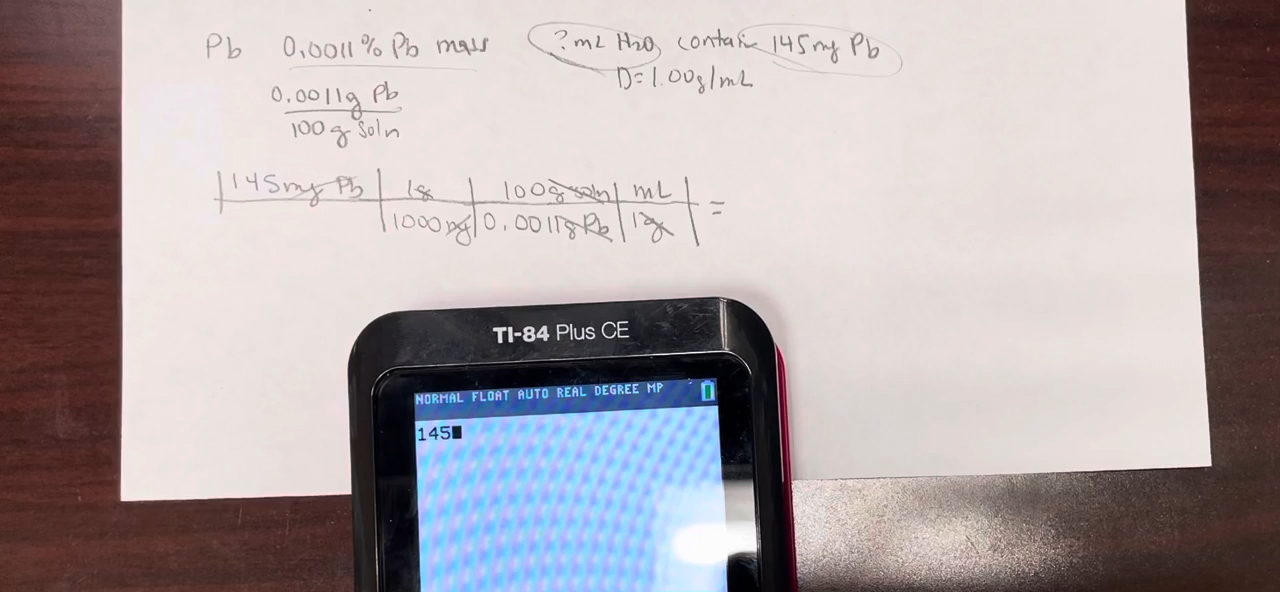 Pb 0.0011% Pb mass ?mL H2O contain 145mg Pb
D=1.00g/mL
0.0011g Pb
100g soln
145mg Pb 1g 100g soln mL =
1000mg 0.0011g Pb 1g
TI-84 Plus CE
NORMAL FLOAT AUTO REAL DEGREE MP
145